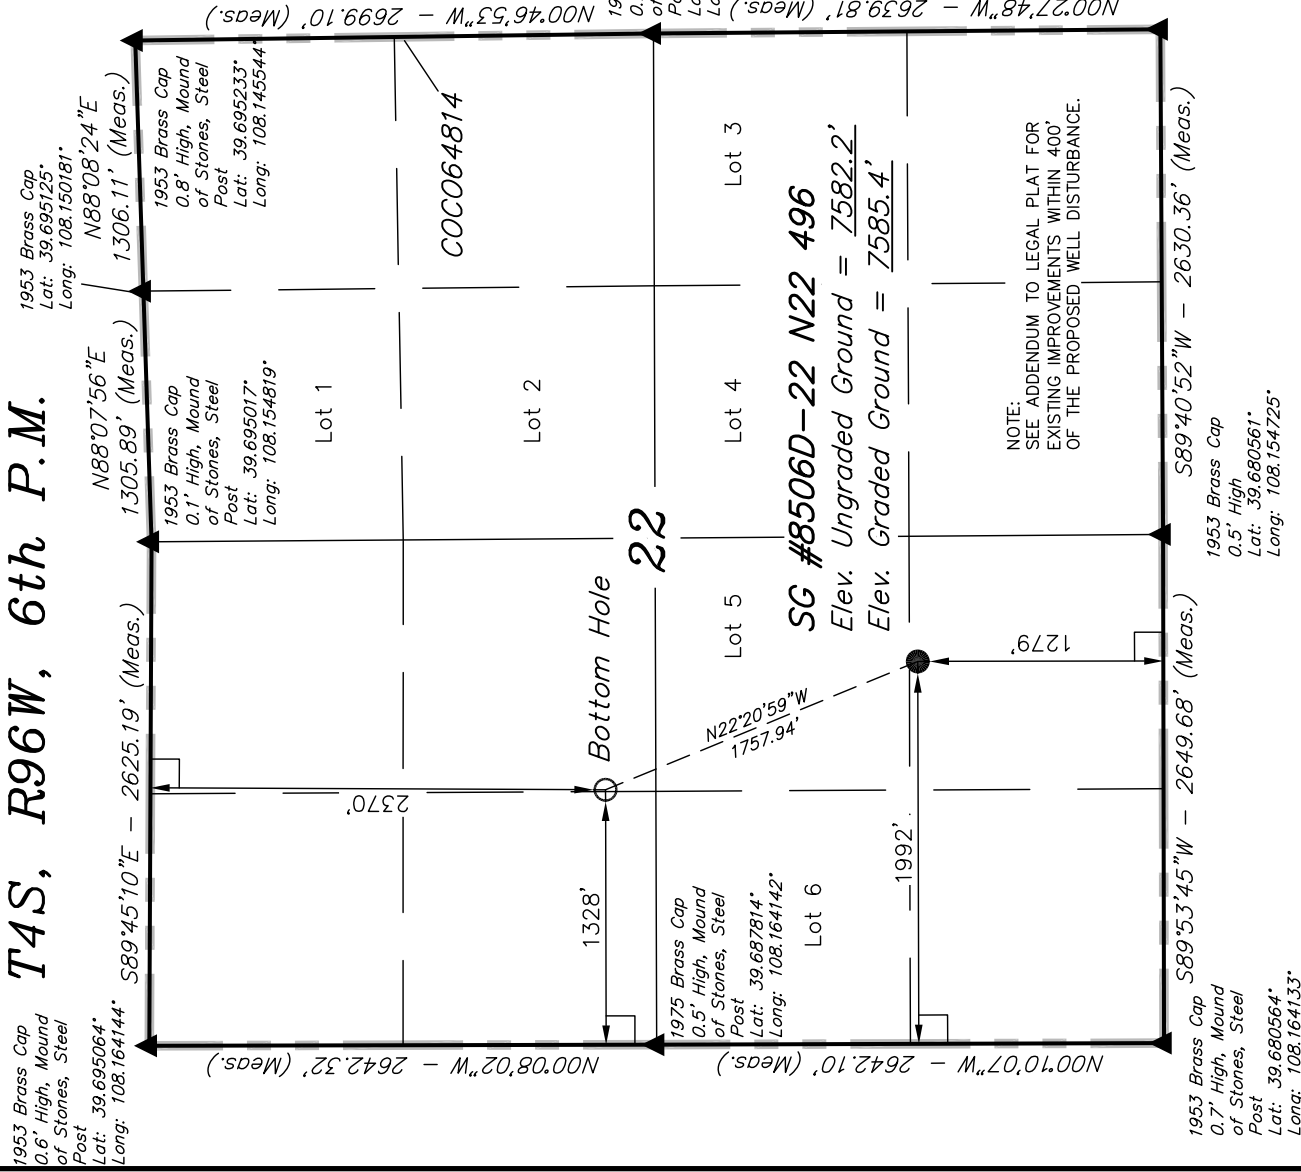 T4S, R96W, 6th P.M.
1953 Brass Cap
0.6' High, Mound
of Stones, Steel
Post
Lat: 39.695064°
Long: 108.164144°
S89°45'10"E - 2625.19' (Meas.)
1953 Brass Cap
0.1' High, Mound
of Stones, Steel
Post
Lat: 39.695017°
Long: 108.154819°
N88°07'56"E
1305.89' (Meas.)
1953 Brass Cap
Lat: 39.695125°
Long: 108.150181°
N88°08'24"E
1306.11' (Meas.)
1953 Brass Cap
0.8' High, Mound
of Stones, Steel
Post
Lat: 39.695233°
Long: 108.145544°
N00°08'02"W - 2642.32' (Meas.)
2370'
Lot 1
COC064814
N00°46'53"W - 2699.10' (Meas.)
Lot 2
1328'
Bottom Hole
22
1975 Brass Cap
0.5' High, Mound
of Stones, Steel
Post
Lat: 39.687814°
Long: 108.164142°
N22°20'59"W
1757.94'
Lot 5
Lot 4
Lot 3
Lot 6
SG #8506D-22 N22 496
Elev. Ungraded Ground = 7582.2'
Elev. Graded Ground = 7585.4'
1992'
1279'
NOTE:
SEE ADDENDUM TO LEGAL PLAT FOR
EXISTING IMPROVEMENTS WITHIN 400'
OF THE PROPOSED WELL DISTURBANCE.
N00°10'07"W - 2642.10' (Meas.)
N00°27'48"W - 2639.81' (Meas.)
S89°53'45"W - 2649.68' (Meas.)
S89°40'52"W - 2630.36' (Meas.)
1953 Brass Cap
0.7' High, Mound
of Stones, Steel
Post
Lat: 39.680564°
Long: 108.164133°
1953 Brass Cap
0.5' High
Lat: 39.680561°
Long: 108.154725°